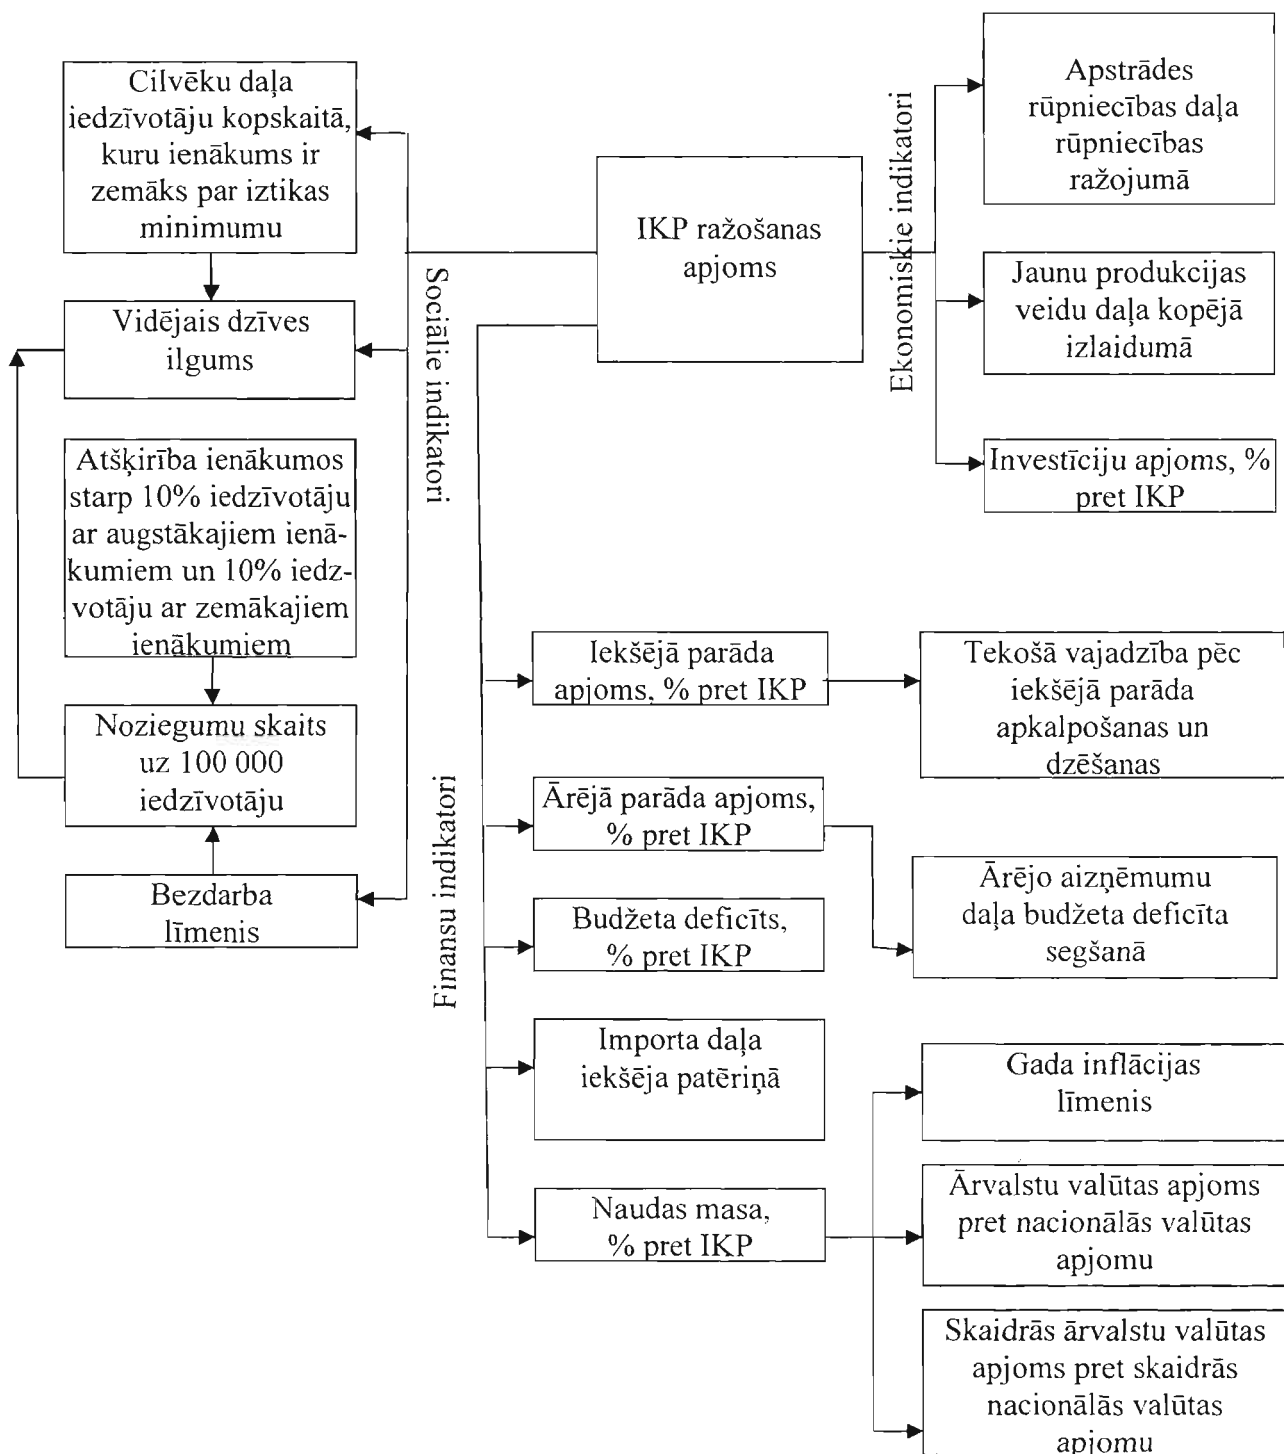 Cilvēku daļa
iedzīvotāju kopskaitā,
kuru ienākums ir
zemāks par iztikas
minimumu
Vidējais dzīves
ilgums
Atšķirība ienākumos
starp 10% iedzīvotāju
ar augstākajiem ienā-
kumiem un 10% iedz-
votāju ar zemākajiem
ienākumiem
Noziegumu skaits
uz 100 000
iedzīvotāju
Bezdarba
līmenis
Sociālie indikatori
IKP ražošanas
apjoms
Ekonomiskie indikatori
Apstrādes
rūpniecības daļa
rūpniecības
ražojumā
Jaunu produkcijas
veidu daļa kopējā
izlaidumā
Investīciju apjoms, %
pret IKP
Finansu indikatori
Iekšējā parāda
apjoms, % pret IKP
Tekošā vajadzība pēc
iekšējā parāda
apkalpošanas un
dzēšanas
Ārējā parāda apjoms,
% pret IKP
Ārējo aizņēmumu
daļa budžeta deficīta
segšanā
Budžeta deficīts,
% pret IKP
Importa daļa
iekšēja patēriņā
Naudas masa,
% pret IKP
Gada inflācijas
līmenis
Ārvalstu valūtas apjoms
pret nacionālās valūtas
apjomu
Skaidrās ārvalstu valūtas
apjoms pret skaidrās
nacionālās valūtas
apjomu